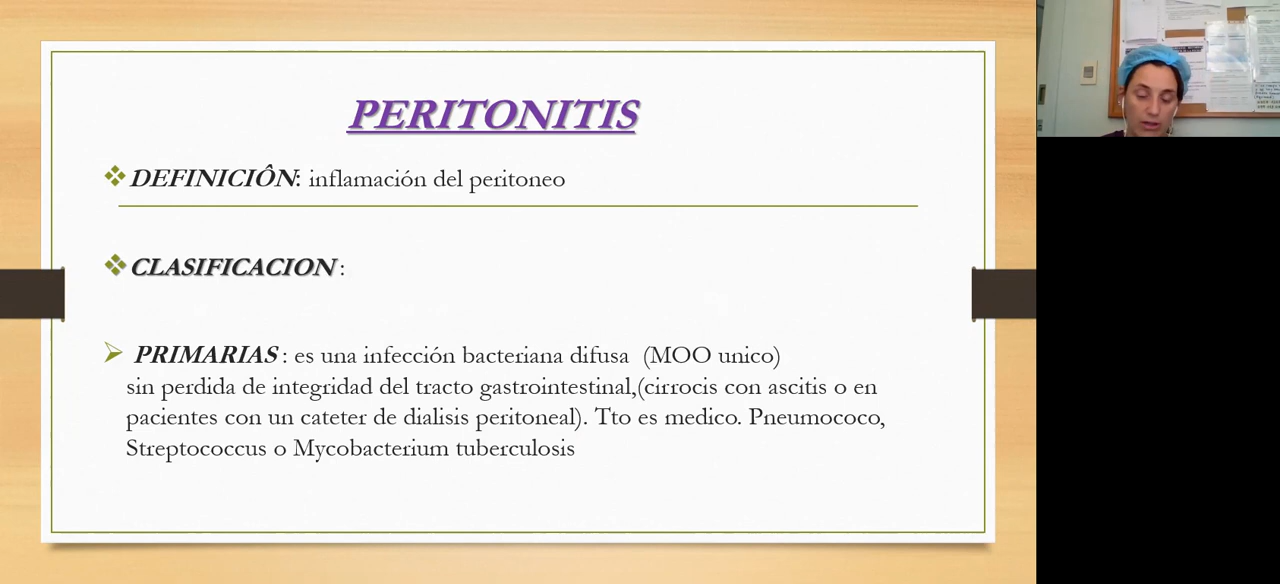 PERITONITIS
DEFINICIÓN: inflamación del peritoneo
CLASIFICACION :
PRIMARIAS : es una infección bacteriana difusa (MOO unico)
sin perdida de integridad del tracto gastrointestinal,(cirrocis con ascitis o en
pacientes con un cateter de dialisis peritoneal). Tto es medico. Pneumococo,
Streptococcus o Mycobacterium tuberculosis